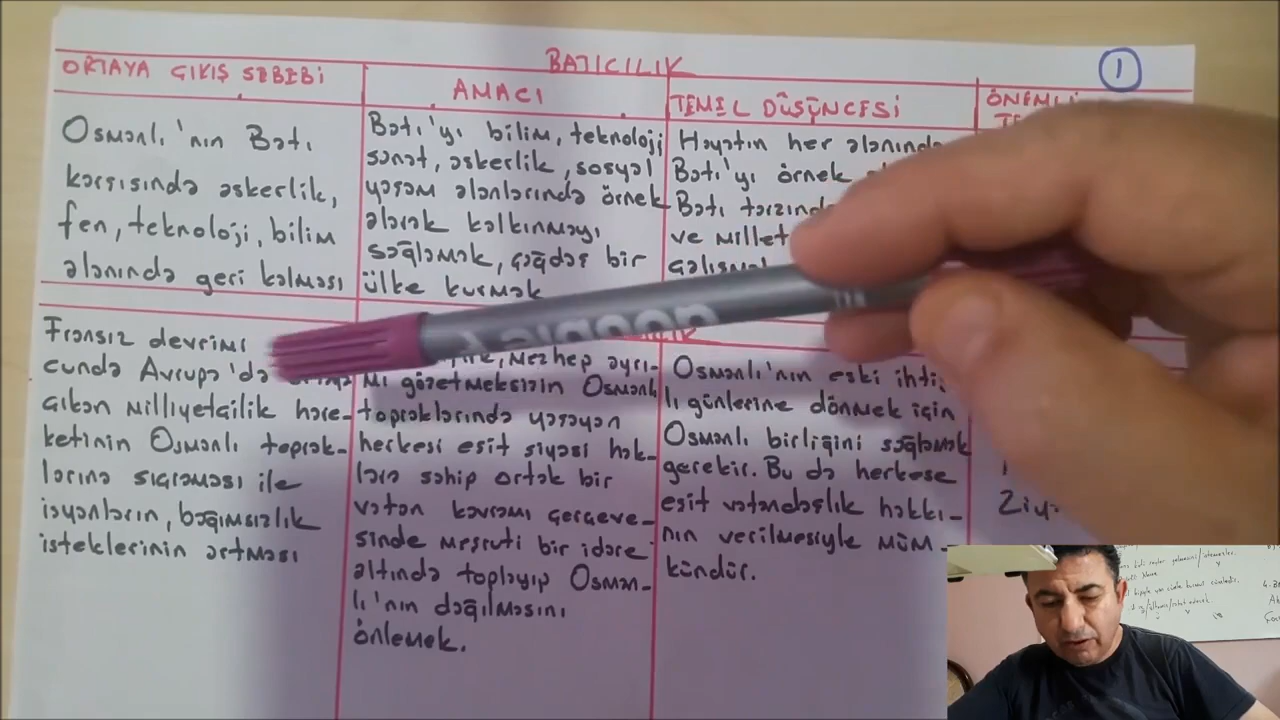 BATICILIK
1
ORTAYA ÇIKIŞ SEBEBİ
Osmanlı'nın Batı
karşısında askerlik,
fen, teknoloji, bilim
alanında geri kalması
AMACI
Batı'yı bilim, teknoloji
sanat, askerlik, sosyal
yaşam alanlarında örnek
alarak kalkınmayı
sağlamak, çağdaş bir
ülke kurmak
TEMEL DÜŞÜNCESİ
Hayatın her alanında
Batı'yı örnek
Batı tarzında
ve millet
çalışmak
ÖNEMLİ
Fransız devrimi
cunda Avrupa'da
çıkan milliyetçilik hare-
ketinin Osmanlı toprak-
larına sıçraması ile
isyanların, bağımsızlık
isteklerinin artması
mezhep ayrı-
mı gözetmeksizin Osmanlı
topraklarında yaşayan
herkesi eşit siyasi hak-
lara sahip ortak bir
vatan kavramı çerçeve-
sinde meşruti bir idare
altında toplayıp Osman-
lı'nın dağılmasını
önlemek.
Osmanlı'nın eski ihti
lı günlerine dönmek için
Osmanlı birliğini sağlamak
gerekir. Bu da herkese
eşit vatandaşlık hakkı-
nın verilmesiyle müm-
kündür.
Ziya